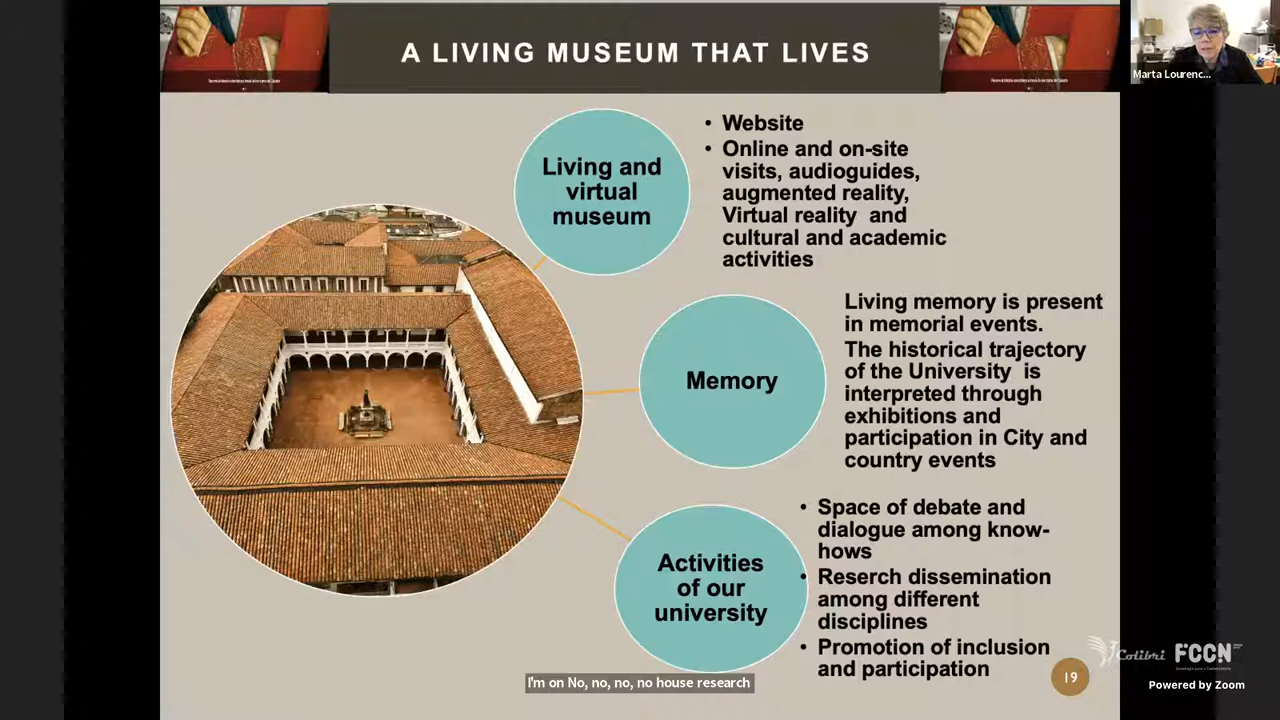 A LIVING MUSEUM THAT LIVES
Marta Lourenc...
Living and
virtual
museum
• Website
• Online and on-site
visits, audioguides,
augmented reality,
Virtual reality and
cultural and academic
activities
Memory
Living memory is present
in memorial events.
The historical trajectory
of the University is
interpreted through
exhibitions and
participation in City and
country events
Activities
of our
university
• Space of debate and
dialogue among know-
hows
• Reserch dissemination
among different
disciplines
• Promotion of inclusion
and participation
19
Colibri
FCCN
Powered by Zoom
I'm on No, no, no, no house research